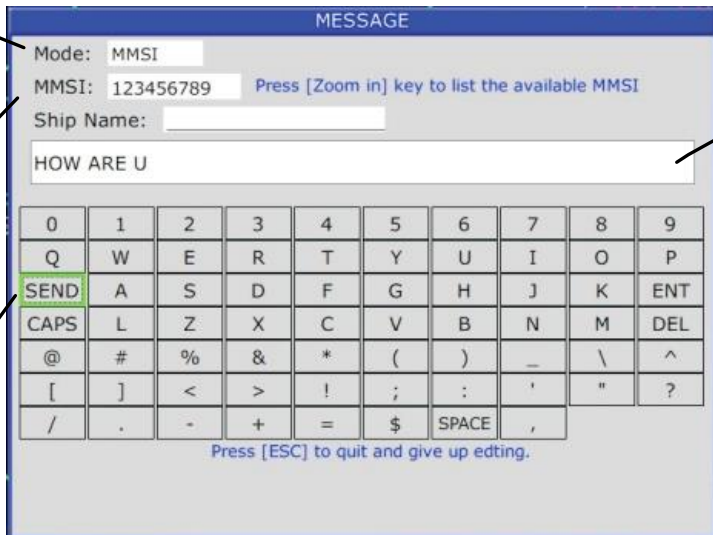 MESSAGE
Mode: MMSI
MMSI: 123456789 Press [Zoom in] key to list the available MMSI
Ship Name:
HOW ARE U
0 1 2 3 4 5 6 7 8 9
Q W E R T Y U I O P
SEND A S D F G H J K ENT
CAPS L Z X C V B N M DEL
@ # % & * ( ) _ \ ^
[ ] < > ! ; : ' " ?
/ . - + = $ SPACE ,
Press [ESC] to quit and give up edting.